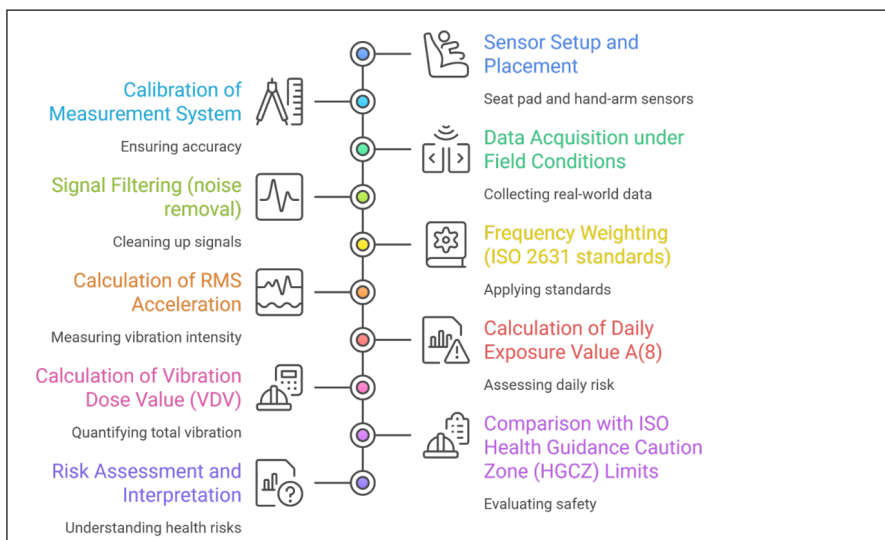 Sensor Setup and
Placement
Seat pad and hand-arm sensors
Calibration of
Measurement System
Ensuring accuracy
Data Acquisition under
Field Conditions
Collecting real-world data
Signal Filtering (noise
removal)
Cleaning up signals
Frequency Weighting
(ISO 2631 standards)
Applying standards
Calculation of RMS
Acceleration
Measuring vibration intensity
Calculation of Daily
Exposure Value A(8)
Assessing daily risk
Calculation of Vibration
Dose Value (VDV)
Quantifying total vibration
Comparison with ISO
Health Guidance Caution
Zone (HGCZ) Limits
Evaluating safety
Risk Assessment and
Interpretation
Understanding health risks